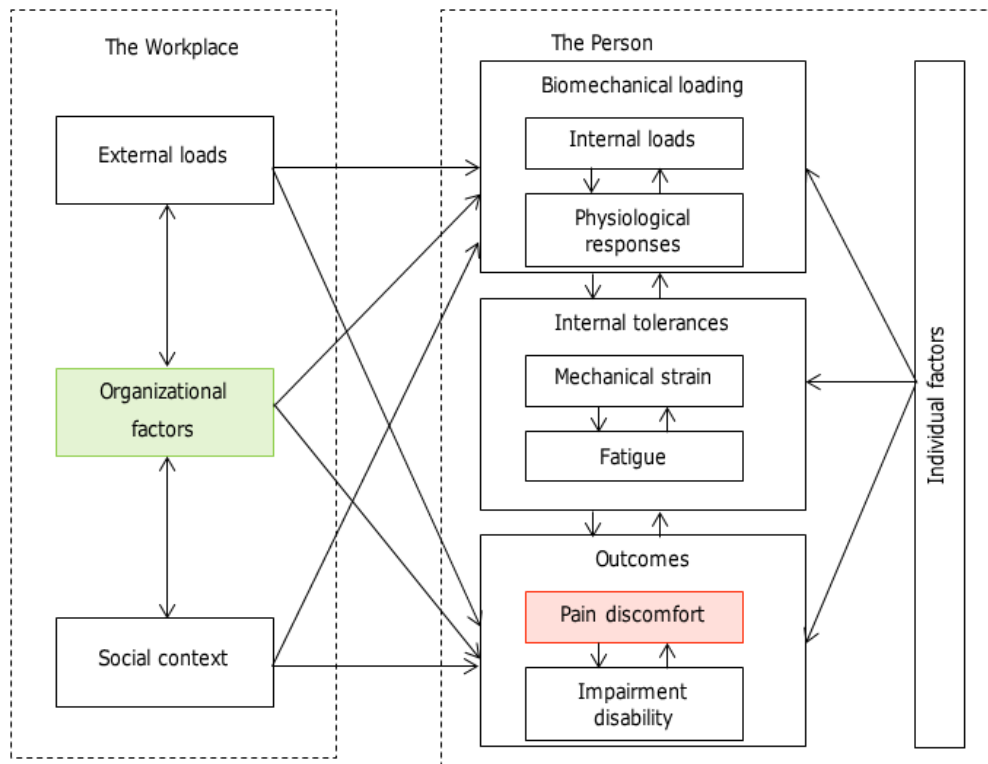 The Workplace
External loads
Organizational
factors
Social context
The Person
Biomechanical loading
Internal loads
Physiological
responses
Internal tolerances
Mechanical strain
Fatigue
Outcomes
Pain discomfort
Impairment
disability
Individual factors